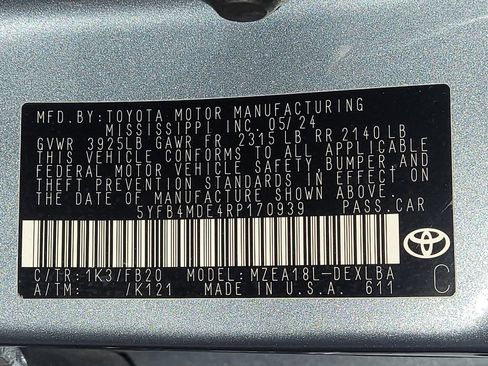 MFD. BY: TOYOTA MOTOR MANUFACTURING
MISSISSIPPI INC. 05/24
GVWR 3925LB GAWR FR 2315 LB RR 2140 LB
THIS VEHICLE CONFORMS TO ALL APPLICABLE
FEDERAL MOTOR VEHICLE SAFETY, BUMPER, AND
THEFT PREVENTION STANDARDS IN EFFECT ON
THE DATE OF MANUFACTURE SHOWN ABOVE.
5YFB4MDE4RP170939 PASS. CAR
C/TR: 1K3/FB20 MODEL: MZEA18L-DEXLBA
A/TM: /K121 MADE IN U.S.A. 611
C